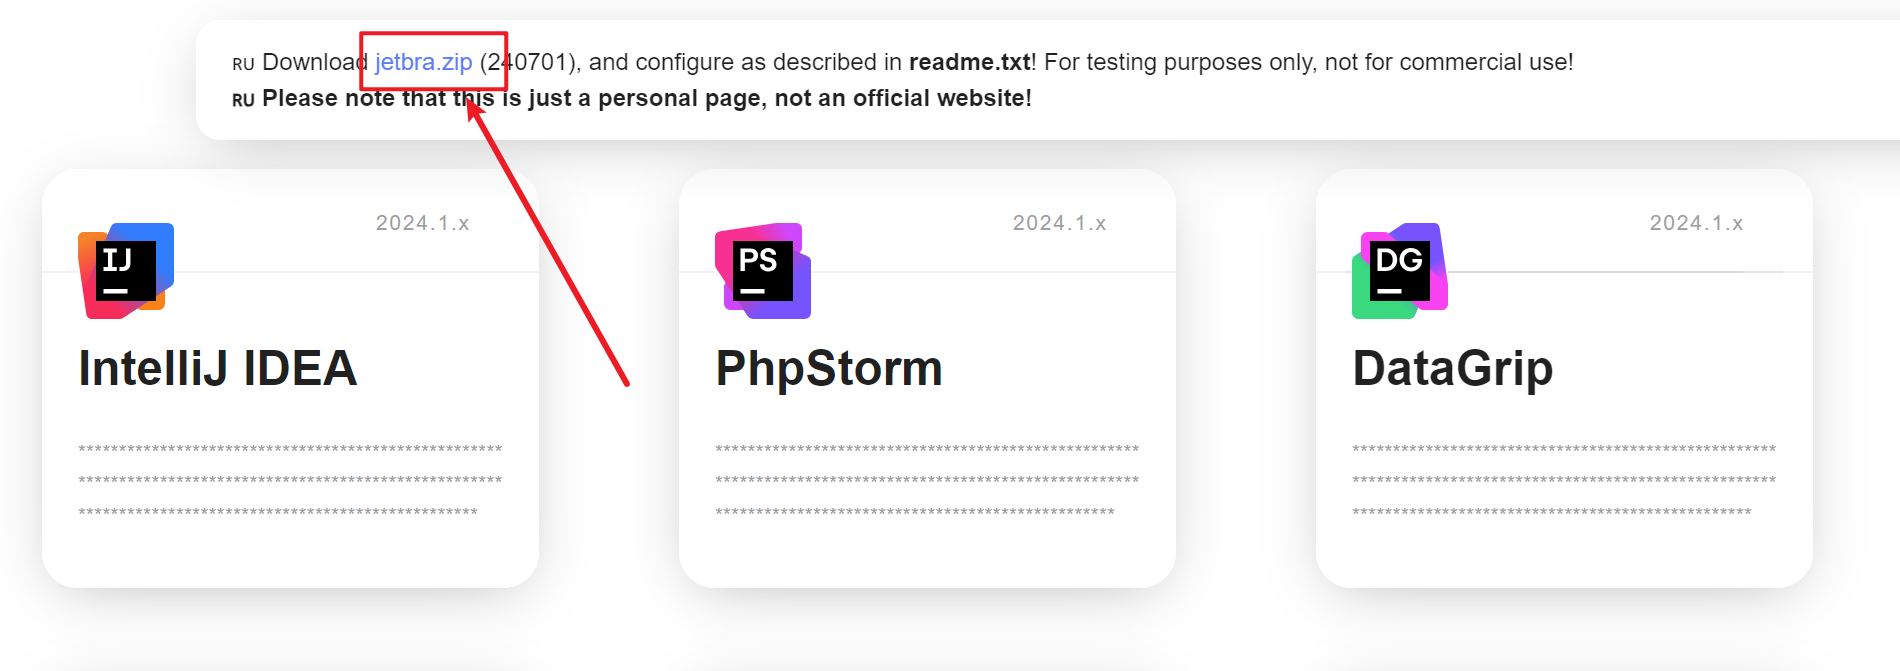 RU Download jetbra.zip (240701), and configure as described in readme.txt! For testing purposes only, not for commercial use!
RU Please note that this is just a personal page, not an official website!
2024.1.x
IJ
IntelliJ IDEA
****************************************************
****************************************************
*************************************************
2024.1.x
PS
PhpStorm
****************************************************
****************************************************
*************************************************
2024.1.x
DG
DataGrip
****************************************************
****************************************************
*************************************************